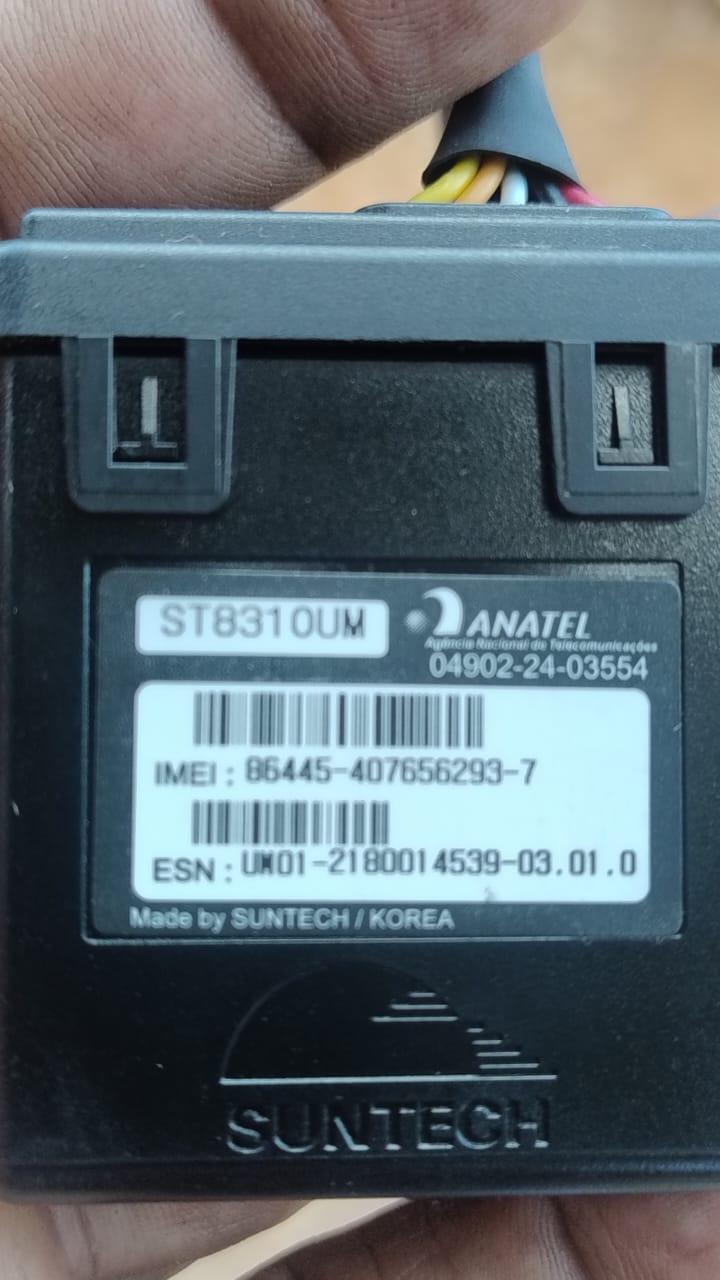 ST8310UM
ANATEL
Agência Nacional de Telecomunicações
04902-24-03554
IMEI : 86445-407656293-7
ESN : UM01-2180014539-03.01.0
Made by SUNTECH / KOREA
SUNTECH